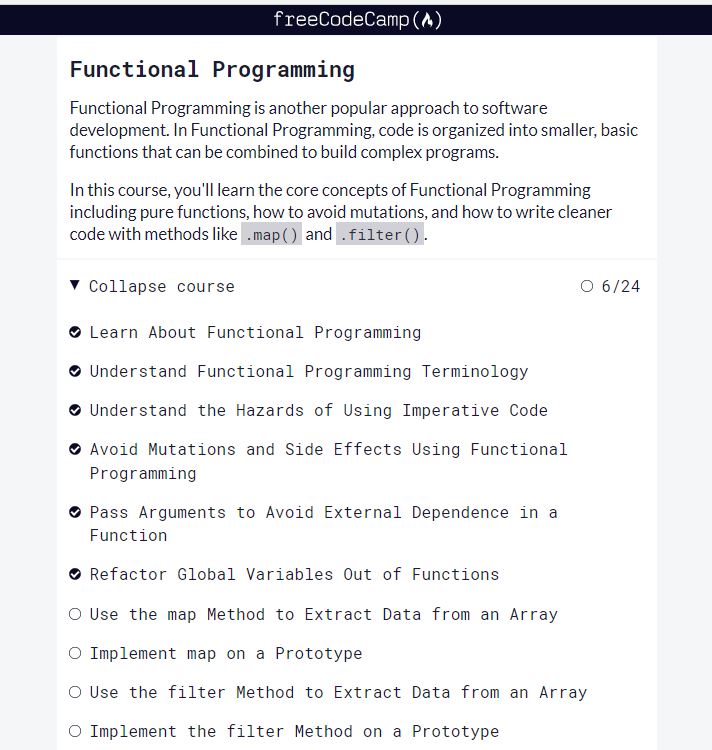 freeCodeCamp(🔥)
Functional Programming
Functional Programming is another popular approach to software
development. In Functional Programming, code is organized into smaller, basic
functions that can be combined to build complex programs.
In this course, you'll learn the core concepts of Functional Programming
including pure functions, how to avoid mutations, and how to write cleaner
code with methods like .map() and .filter().
Collapse course 6/24
Learn About Functional Programming
Understand Functional Programming Terminology
Understand the Hazards of Using Imperative Code
Avoid Mutations and Side Effects Using Functional
Programming
Pass Arguments to Avoid External Dependence in a
Function
Refactor Global Variables Out of Functions
Use the map Method to Extract Data from an Array
Implement map on a Prototype
Use the filter Method to Extract Data from an Array
Implement the filter Method on a Prototype